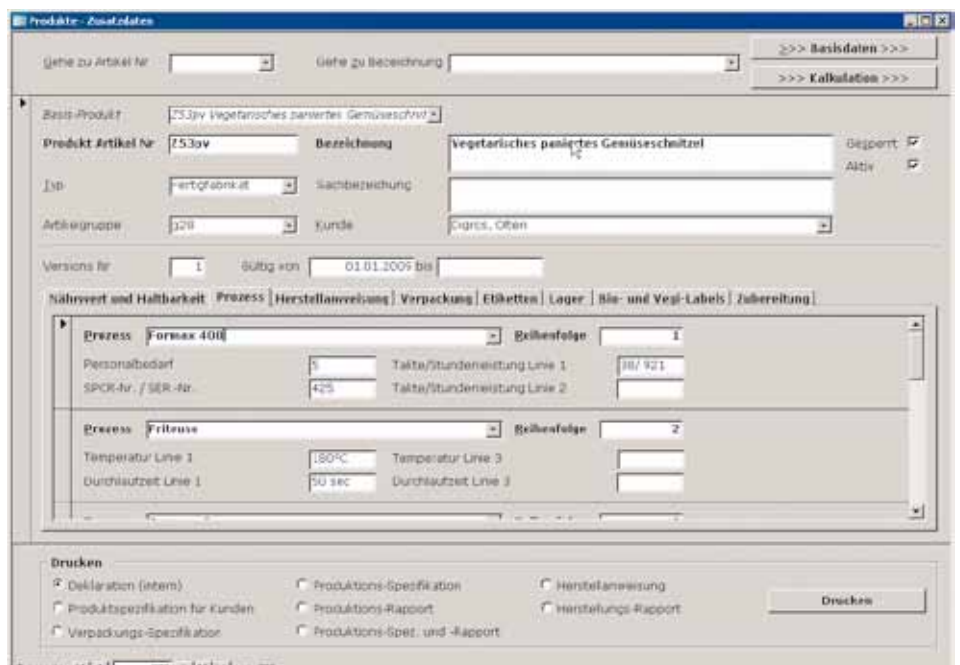 Produkte - Zusatzdaten
Gehe zu Artikel Nr
Gehe zu Bezeichnung
>>> Basisdaten >>>
>>> Kalkulation >>>
Basis-Produkt Z53pv Vegetarisches paniertes Gemüseschnit
Produkt Artikel Nr Z53pv Bezeichnung Vegetarisches paniertes Gemüseschnitzel Gesperrt
Aktiv
Typ Fertigfabrikat Sachbezeichung
Artikelgruppe Kunde Olten
Versions Nr 1 Gültig von 01.01.2009 bis
Nährwert und Haltbarkeit Prozess Herstellanweisung Verpackung Etiketten Lager Bio- und Vegi-Labels Zubereitung
Prozess Formax 400 Reihenfolge 1
Personalbedarf 5 Takte/Stundenleistung Linie 1 38/ 921
SPCR-Nr. / SER-Nr. 425 Takte/Stundenleistung Linie 2
Prozess Friteuse Reihenfolge 2
Temperatur Linie 1 180°C Temperatur Linie 3
Durchlaufzeit Linie 1 50 sec Durchlaufzeit Linie 3
Drucken
Deklaration (intern) Produktions-Spezifikation Herstellanweisung
Produktspezifikation für Kunden Produktions-Rapport Herstellungs-Rapport Drucken
Verpackungs-Spezifikation Produktions-Spez. und -Rapport